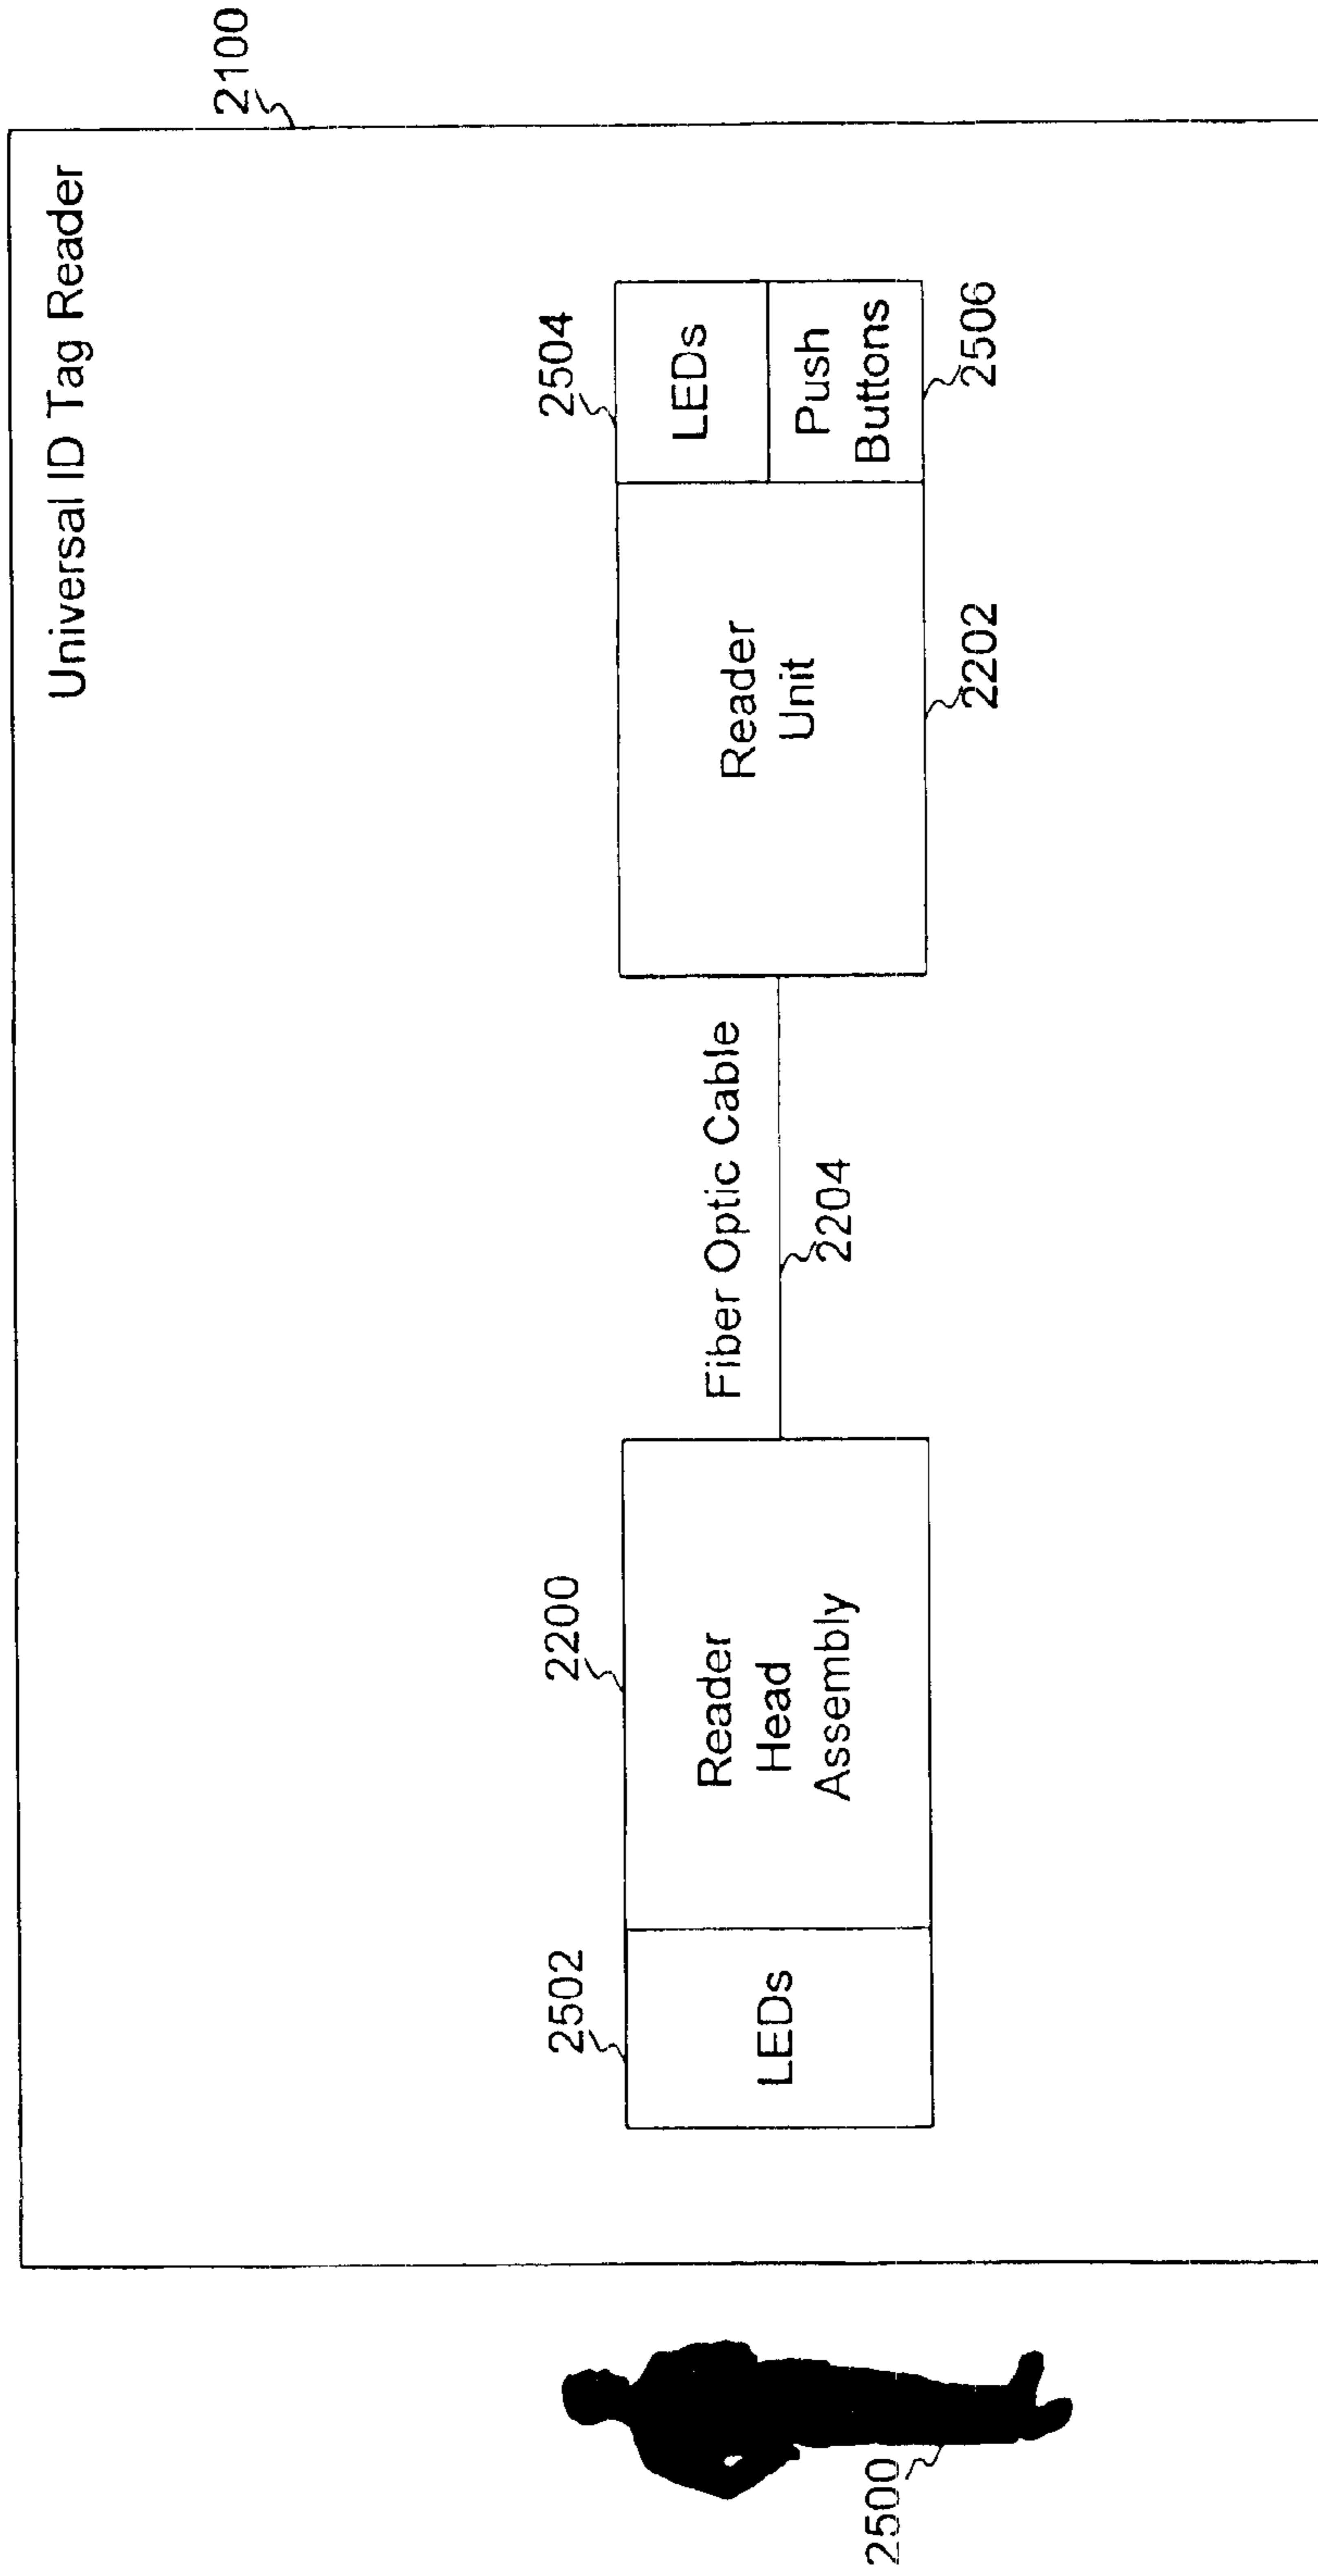 Universal ID Tag Reader
2100
2502
2200
2504
LEDs
Reader
Head
Assembly
Fiber Optic Cable
2204
Reader
Unit
LEDs
Push
Buttons
2202
2506
2500